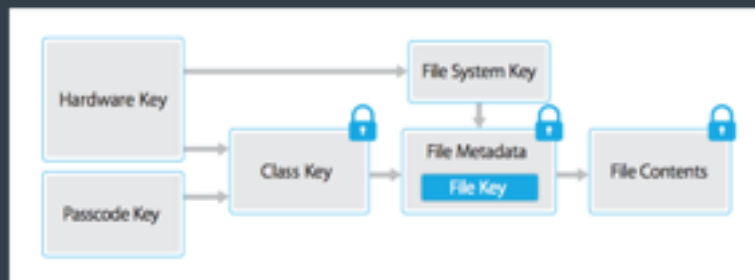 Hardware Key
File System Key
File Metadata
Class Key
File Key
File Contents
Passcode Key